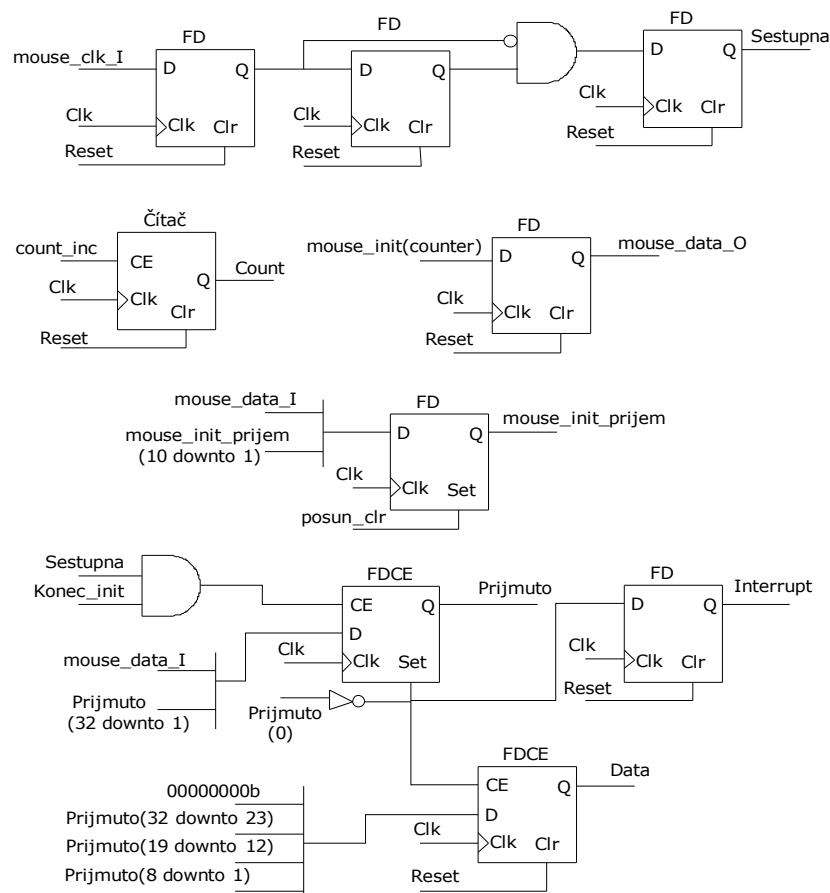 FD
FD
FD
mouse_clk_I
D
Q
D
Q
D
Q
Sestupna
Clk
Clk
Clr
Clk
Clk
Clr
Clk
Clk
Clr
Reset
Reset
Reset
Čítač
FD
count_inc
CE
Q
Count
mouse_init(counter)
D
Q
mouse_data_O
Clk
Clk
Clr
Clk
Clk
Clr
Reset
Reset
mouse_data_I
FD
mouse_init_prijem
(10 downto 1)
D
Q
mouse_init_prijem
Clk
Clk
Set
posun_clr
Sestupna
Konec_init
FDCE
FD
CE
Q
Prijmuto
D
Q
Interrupt
D
Clk
Clk
Set
Clk
Clk
Clr
mouse_data_I
Reset
Prijmuto
(32 downto 1)
Prijmuto
(0)
FDCE
00000000b
CE
Q
Data
Prijmuto(32 downto 23)
D
Prijmuto(19 downto 12)
Clk
Clk
Clr
Prijmuto(8 downto 1)
Reset